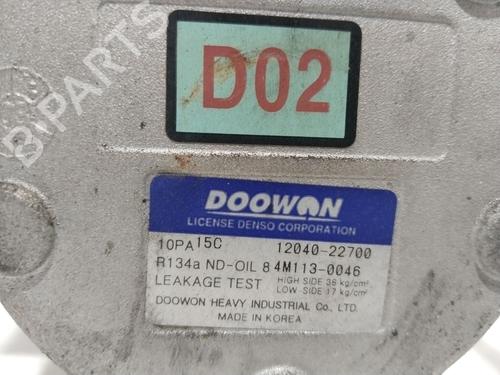 B-PARTS
D02
DOOWON
LICENSE DENSO CORPORATION
10PA15C 12040-22700
R134a ND-OIL 8 4M113-0046
LEAKAGE TEST HIGH SIDE 36 kg/cm²
LOW-SIDE 17 kg/cm²
DOOWON HEAVY INDUSTRIAL Co., LTD.
MADE IN KOREA